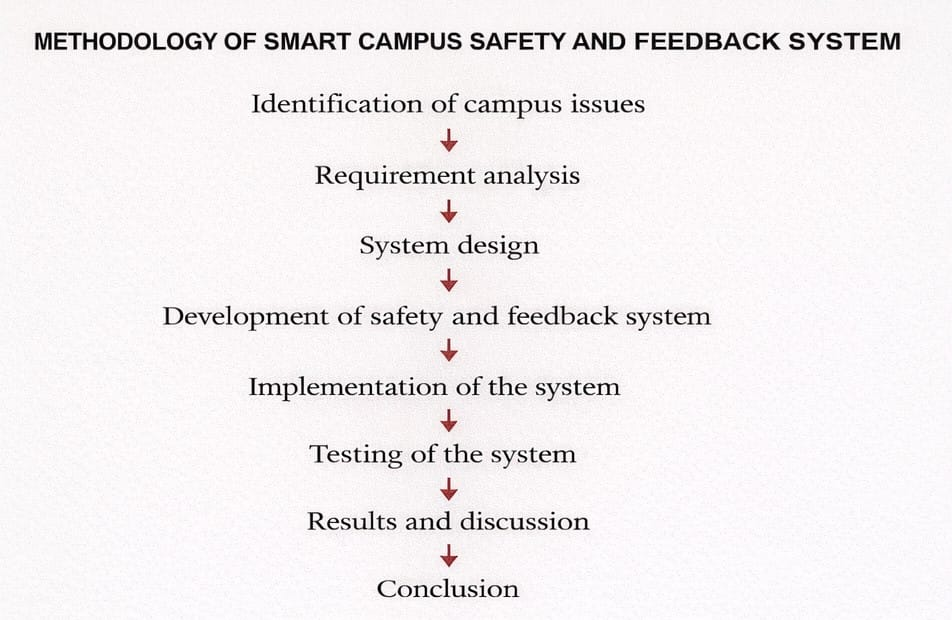 METHODOLOGY OF SMART CAMPUS SAFETY AND FEEDBACK SYSTEM
Identification of campus issues
Requirement analysis
System design
Development of safety and feedback system
Implementation of the system
Testing of the system
Results and discussion
Conclusion